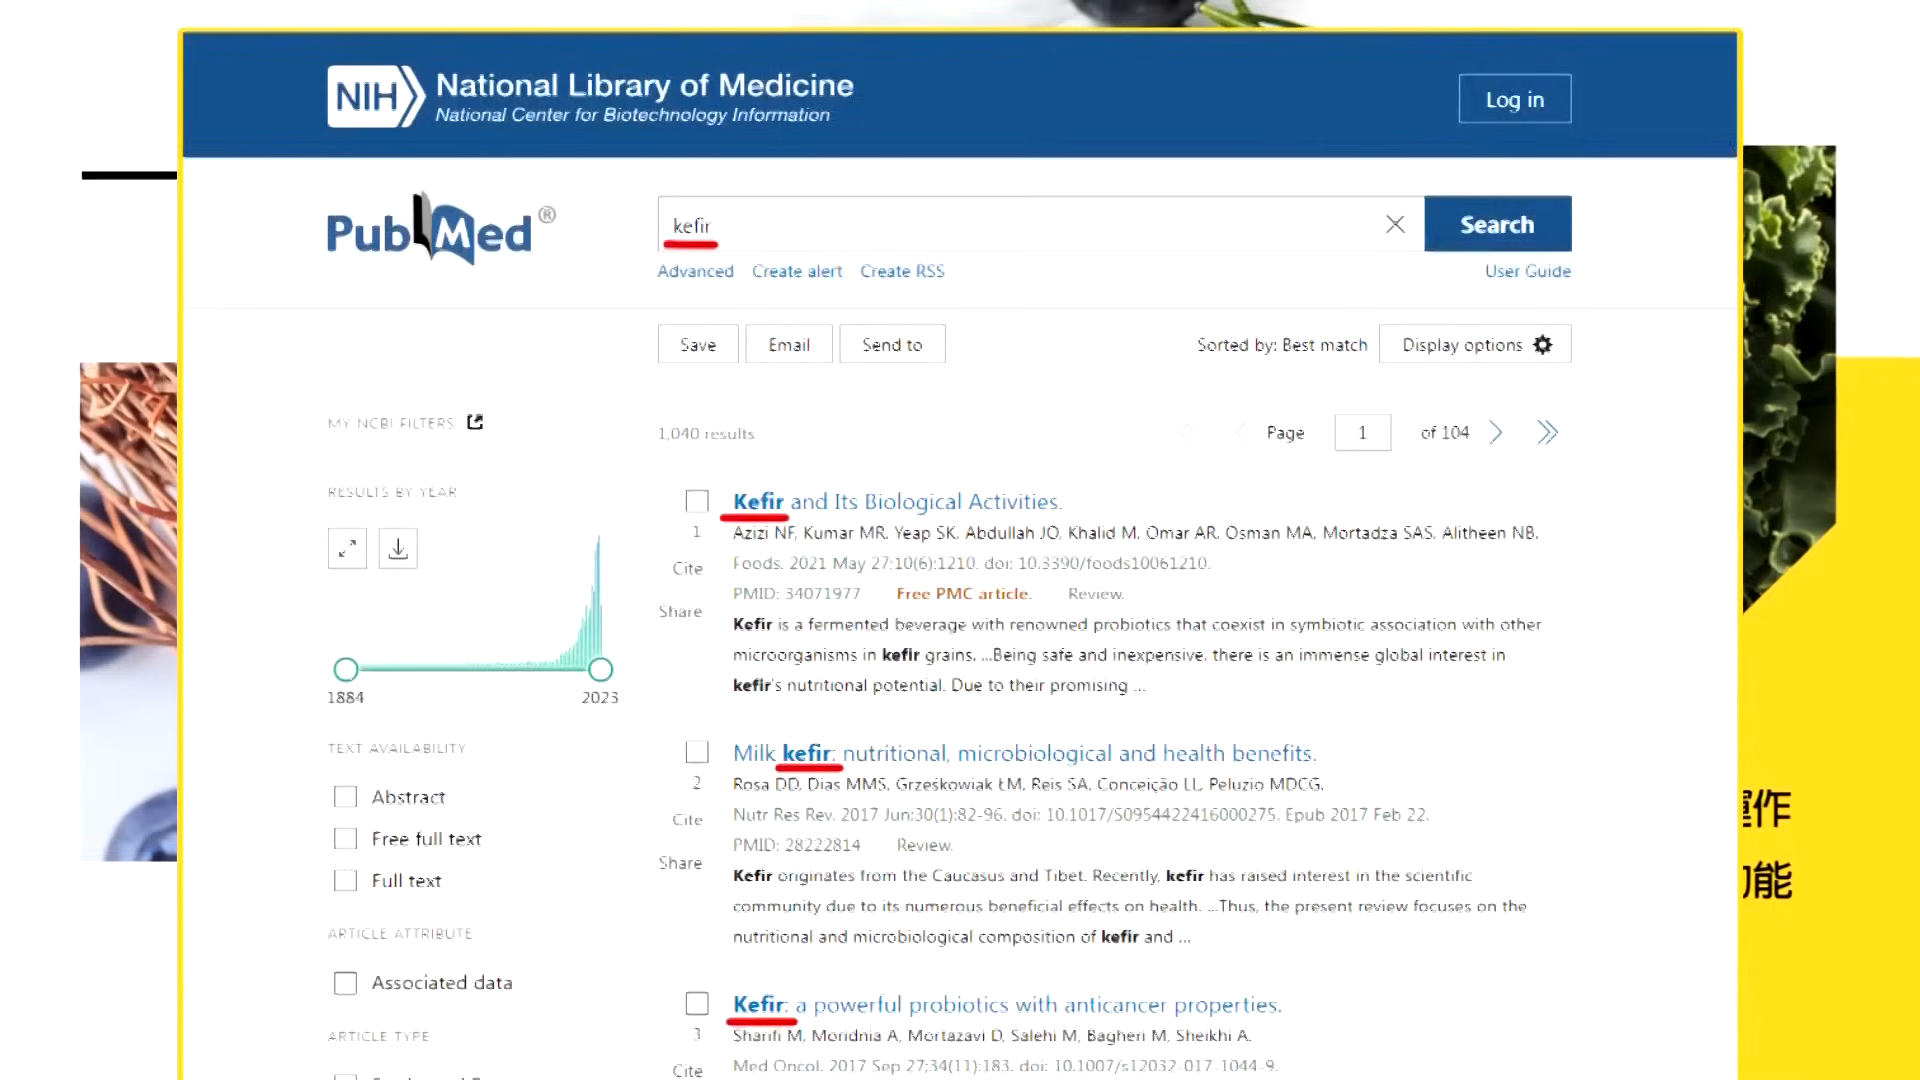 NIH National Library of Medicine
National Center for Biotechnology Information
Log in
PubMed®
kefir
Search
Advanced Create alert Create RSS
User Guide
Save Email Send to
Sorted by: Best match Display options
MY NCBI FILTERS
1,040 results
Page 1 of 104
RESULTS BY YEAR
1884 2023
TEXT AVAILABILITY
Abstract
Free full text
Full text
ARTICLE ATTRIBUTE
Associated data
ARTICLE TYPE
Kefir and Its Biological Activities.
1
Azizi NF, Kumar MR, Yeap SK, Abdullah JO, Khalid M, Omar AR, Osman MA, Mortadza SAS, Alitheen NB.
Cite
Foods. 2021 May 27;10(6):1210. doi: 10.3390/foods10061210.
PMID: 34071977 Free PMC article. Review.
Share
Kefir is a fermented beverage with renowned probiotics that coexist in symbiotic association with other
microorganisms in kefir grains. ...Being safe and inexpensive, there is an immense global interest in
kefir's nutritional potential. Due to their promising ...
Milk kefir: nutritional, microbiological and health benefits.
2
Rosa DD, Dias MMS, Grześkowiak ŁM, Reis SA, Conceição LL, Peluzio MDCG.
Cite
Nutr Res Rev. 2017 Jun;30(1):82-96. doi: 10.1017/S0954422416000275. Epub 2017 Feb 22.
PMID: 28222814 Review.
Share
Kefir originates from the Caucasus and Tibet. Recently, kefir has raised interest in the scientific
community due to its numerous beneficial effects on health. ...Thus, the present review focuses on the
nutritional and microbiological composition of kefir and ...
Kefir: a powerful probiotics with anticancer properties.
3
Sharifi M, Moridnia A, Mortazavi D, Salehi M, Bagheri M, Sheikhi A.
Cite
Med Oncol. 2017 Sep 27;34(11):183. doi: 10.1007/s12032-017-1044-9.
作
能